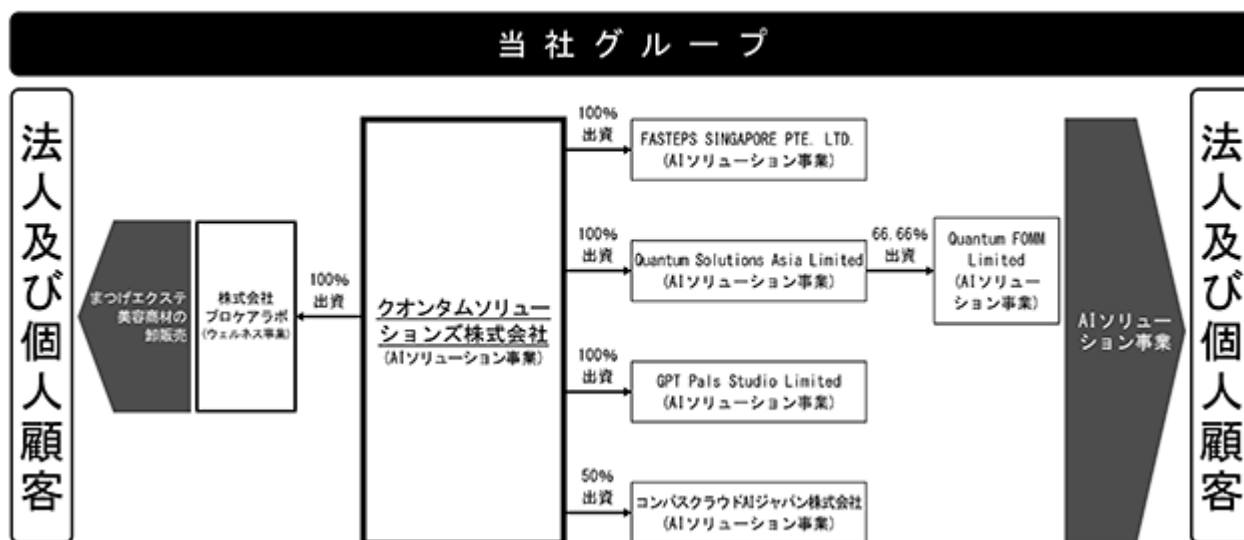 当社グループ
法人及び個人顧客
まつげエクステ
美容商材の
卸販売
株式会社
プロケアラボ
(ウェルネス事業)
100%
出資
クオンタムソリュー
ションズ株式会社
(AIソリューション事業)
100%
出資
FASTEPS SINGAPORE PTE. LTD.
(AIソリューション事業)
100%
出資
Quantum Solutions Asia Limited
(AIソリューション事業)
66.66%
出資
Quantum FOMM
Limited
(AIソリュー
ション事業)
100%
出資
GPT Pals Studio Limited
(AIソリューション事業)
50%
出資
コンパスクラウドAIジャパン株式会社
(AIソリューション事業)
AIソリュー
ション事業
法人及び個人顧客